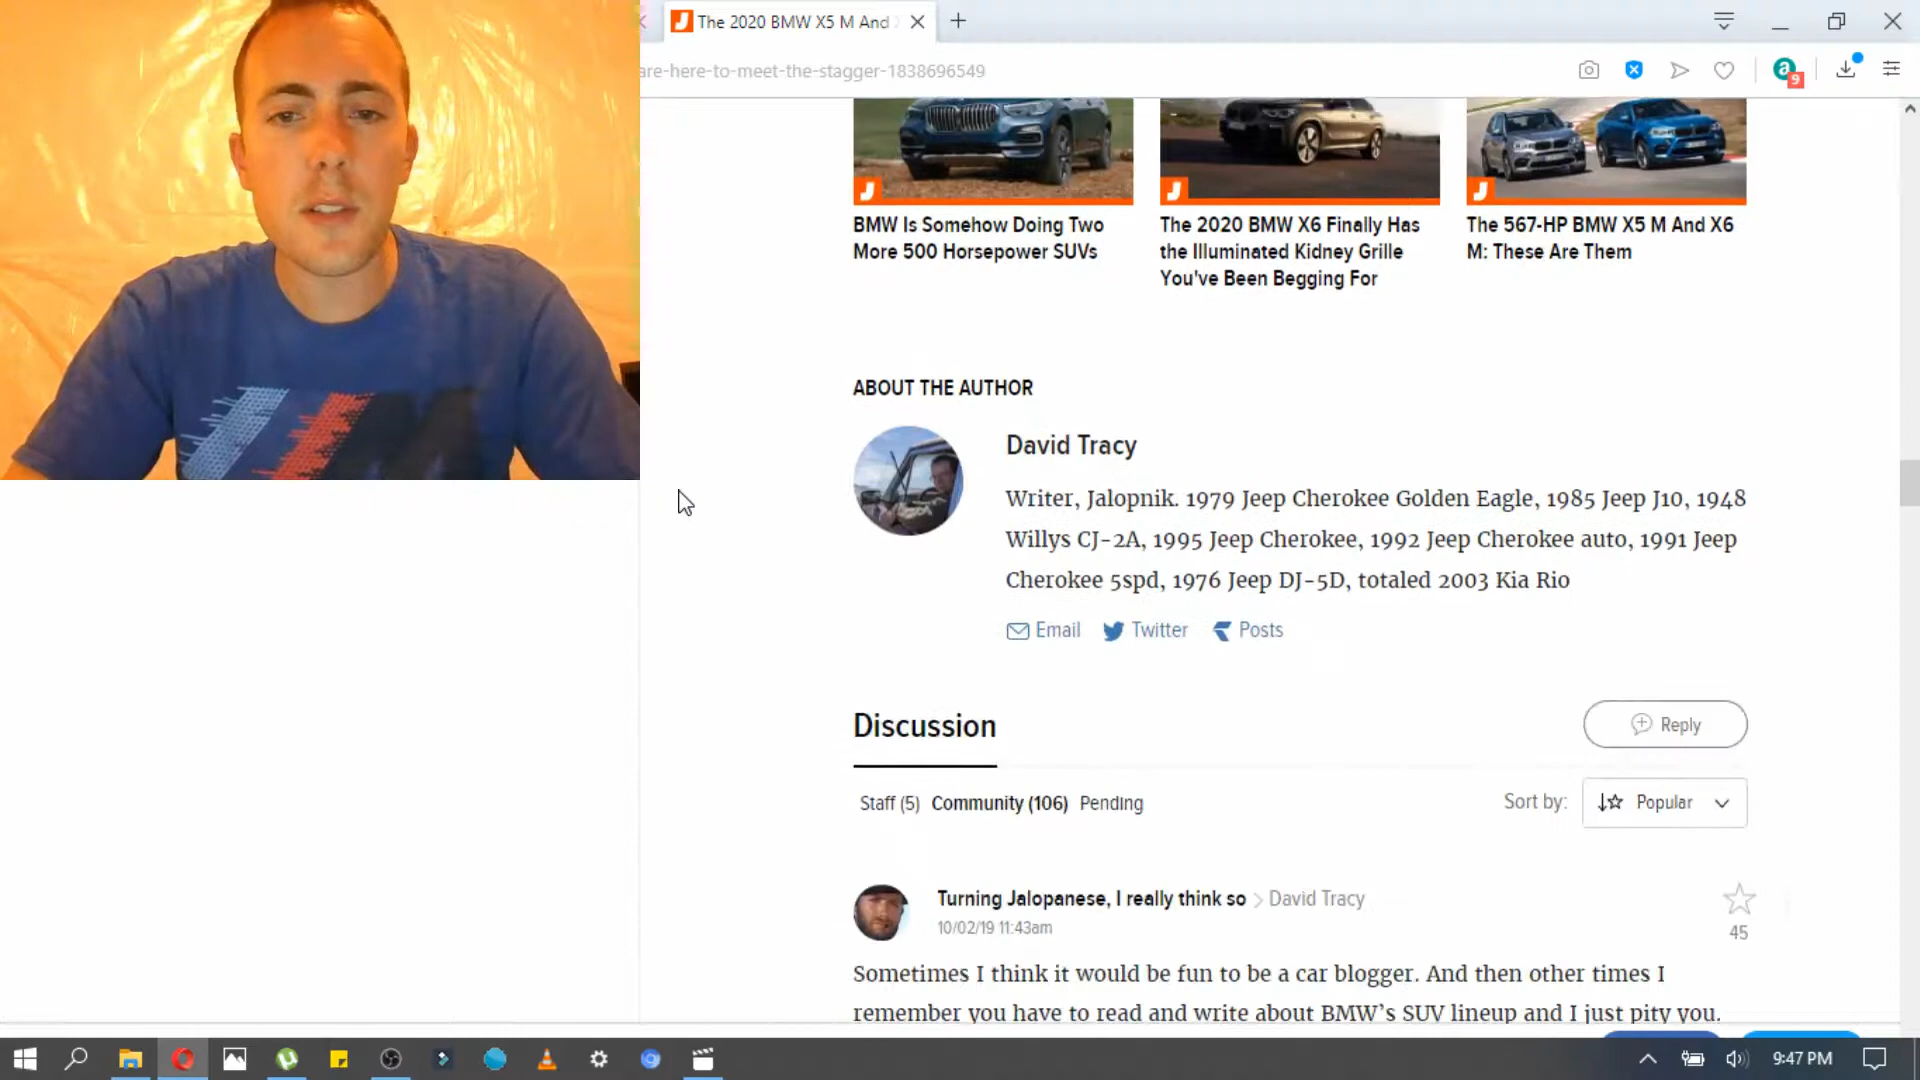 The 2020 BMW X5 M And
are-here-to-meet-the-stagger-1838696549
9
BMW Is Somehow Doing Two
More 500 Horsepower SUVs
The 2020 BMW X6 Finally Has
the Illuminated Kidney Grille
You've Been Begging For
The 567-HP BMW X5 M And X6
M: These Are Them
ABOUT THE AUTHOR
David Tracy
Writer, Jalopnik. 1979 Jeep Cherokee Golden Eagle, 1985 Jeep J10, 1948
Willys CJ-2A, 1995 Jeep Cherokee, 1992 Jeep Cherokee auto, 1991 Jeep
Cherokee 5spd, 1976 Jeep DJ-5D, totaled 2003 Kia Rio
Email Twitter Posts
Discussion
Reply
Staff (5) Community (106) Pending
Sort by: Popular
Turning Jalopanese, I really think so > David Tracy
10/02/19 11:43am
45
Sometimes I think it would be fun to be a car blogger. And then other times I
remember you have to read and write about BMW's SUV lineup and I just pity you.
9:47 PM